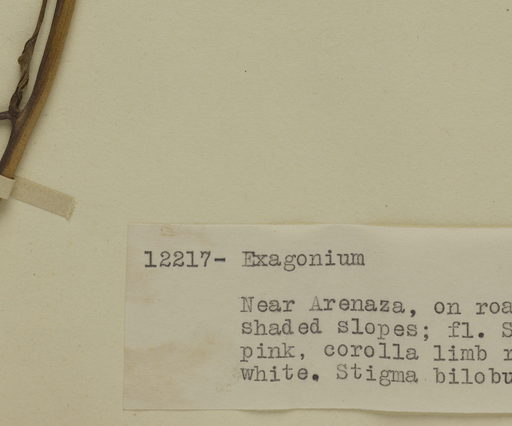 12217- Exagonium
Near Arenaza, on roa
shaded slopes; fl. S
pink, corolla limb r
white. Stigma bilobu